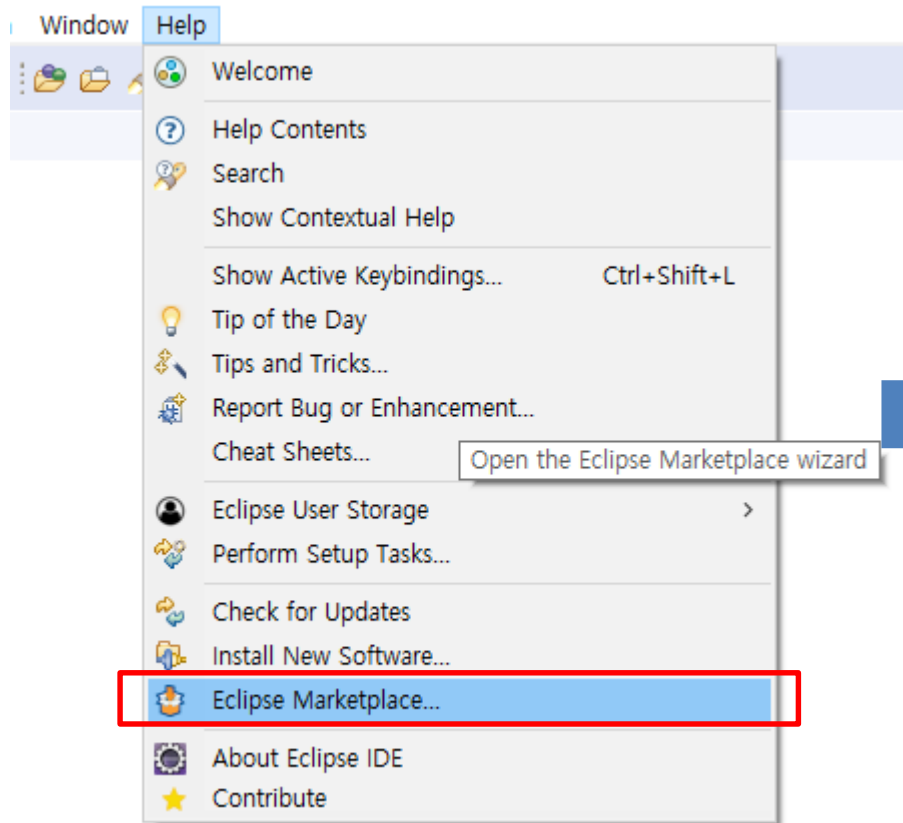 Window Help
Welcome
Help Contents
Search
Show Contextual Help
Show Active Keybindings... Ctrl+Shift+L
Tip of the Day
Tips and Tricks...
Report Bug or Enhancement...
Cheat Sheets...
Open the Eclipse Marketplace wizard
Eclipse User Storage >
Perform Setup Tasks...
Check for Updates
Install New Software...
Eclipse Marketplace...
About Eclipse IDE
Contribute